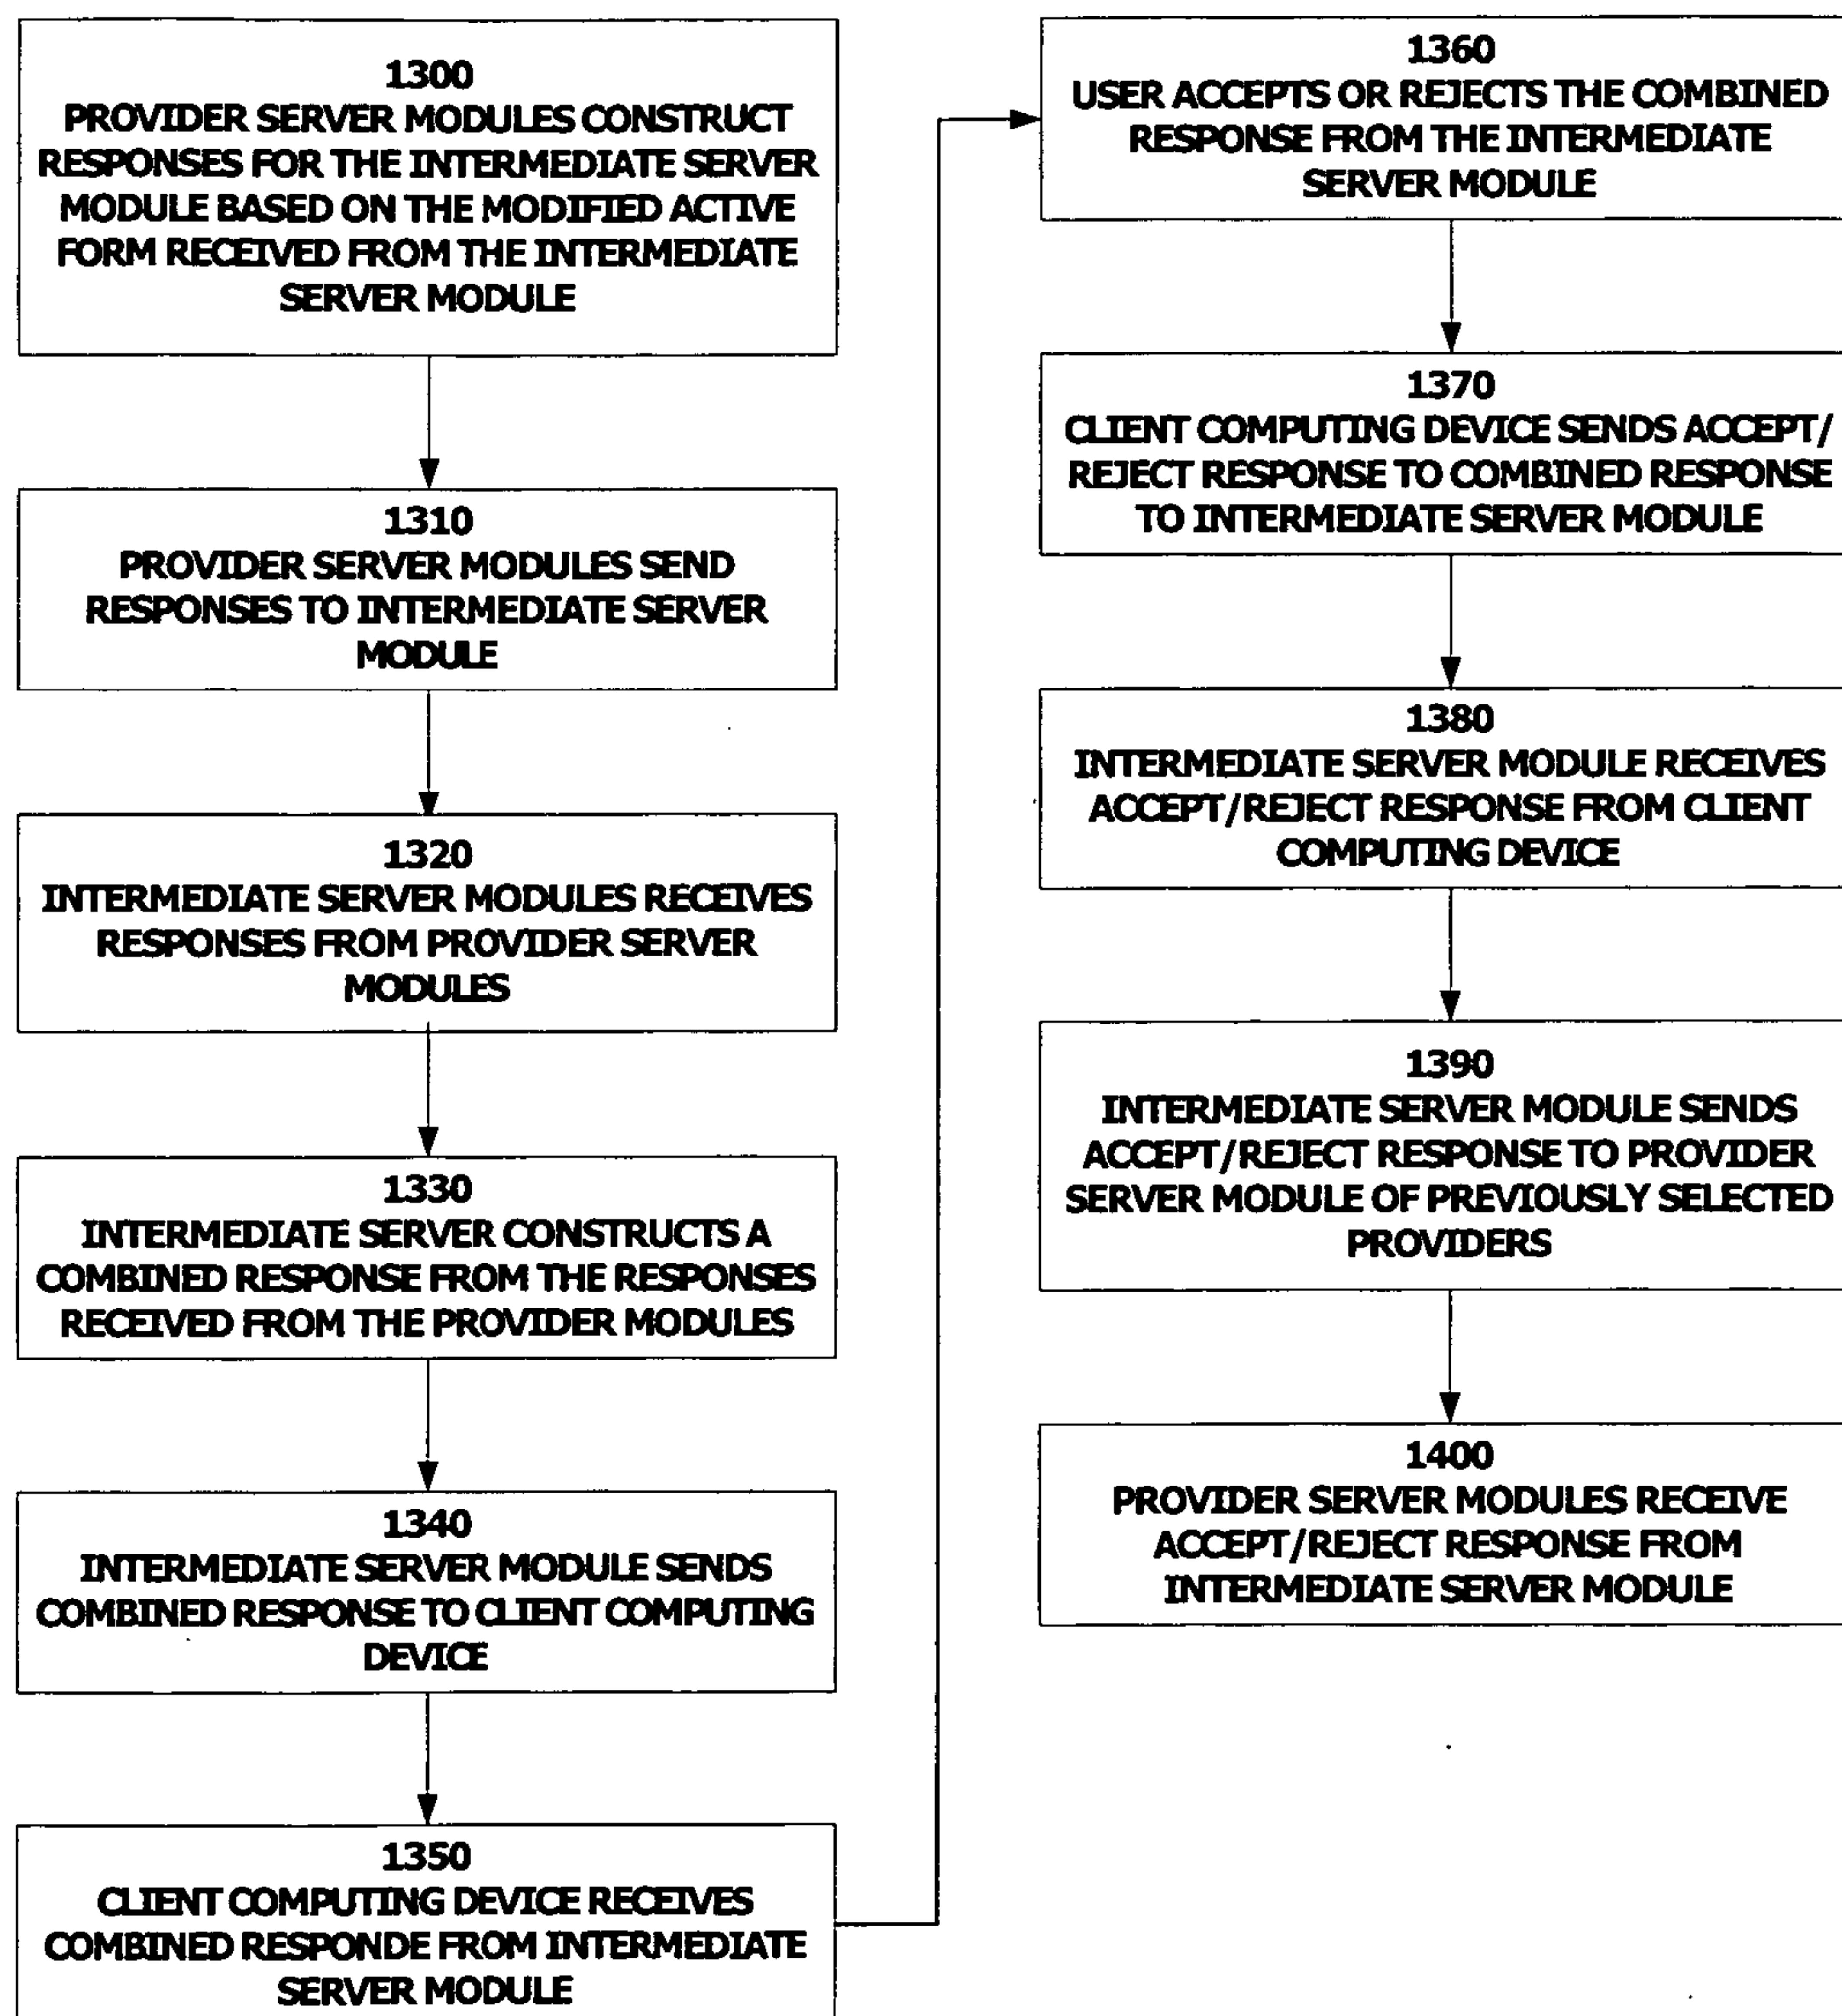 1300
PROVIDER SERVER MODULES CONSTRUCT
RESPONSES FOR THE INTERMEDIATE SERVER
MODULE BASED ON THE MODIFIED ACTIVE
FORM RECEIVED FROM THE INTERMEDIATE
SERVER MODULE
1310
PROVIDER SERVER MODULES SEND
RESPONSES TO INTERMEDIATE SERVER
MODULE
1320
INTERMEDIATE SERVER MODULES RECEIVES
RESPONSES FROM PROVIDER SERVER
MODULES
1330
INTERMEDIATE SERVER CONSTRUCTS A
COMBINED RESPONSE FROM THE RESPONSES
RECEIVED FROM THE PROVIDER MODULES
1340
INTERMEDIATE SERVER MODULE SENDS
COMBINED RESPONSE TO CLIENT COMPUTING
DEVICE
1350
CLIENT COMPUTING DEVICE RECEIVES
COMBINED RESPONDE FROM INTERMEDIATE
SERVER MODULE
1360
USER ACCEPTS OR REJECTS THE COMBINED
RESPONSE FROM THE INTERMEDIATE
SERVER MODULE
1370
CLIENT COMPUTING DEVICE SENDS ACCEPT/
REJECT RESPONSE TO COMBINED RESPONSE
TO INTERMEDIATE SERVER MODULE
1380
INTERMEDIATE SERVER MODULE RECEIVES
ACCEPT/REJECT RESPONSE FROM CLIENT
COMPUTING DEVICE
1390
INTERMEDIATE SERVER MODULE SENDS
ACCEPT/REJECT RESPONSE TO PROVIDER
SERVER MODULE OF PREVIOUSLY SELECTED
PROVIDERS
1400
PROVIDER SERVER MODULES RECEIVE
ACCEPT/REJECT RESPONSE FROM
INTERMEDIATE SERVER MODULE